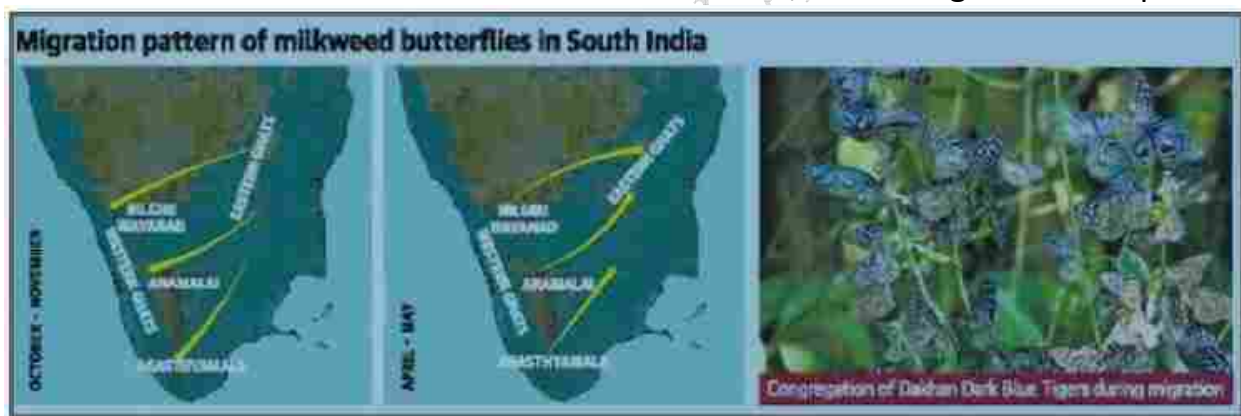 Migration pattern of milkweed butterflies in South India
OCTOBER - NOVEMBER
EASTERN GHATS
NILGIRI
WAYANAD
WESTERN GHATS
ANAMALAI
AGASTHYAMALA
APRIL - MAY
EASTERN GHATS
NILGIRI
WAYANAD
WESTERN GHATS
ANAMALAI
AGASTHYAMALA
Congregation of Dakhan Dark Blue Tigers during migration